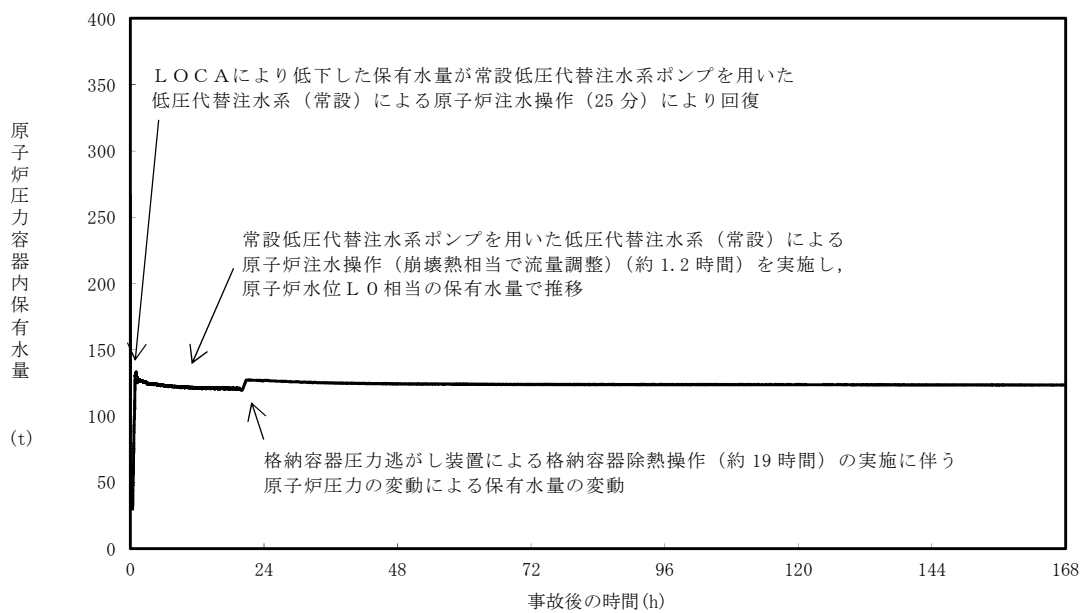 400
350
300
250
200
150
100
50
0
0
24
48
72
96
120
144
168
原子炉圧力容器内保有水量
(t)
事故後の時間(h)
ＬＯＣＡにより低下した保有水量が常設低圧代替注水系ポンプを用いた
低圧代替注水系（常設）による原子炉注水操作（25 分）により回復
常設低圧代替注水系ポンプを用いた低圧代替注水系（常設）による
原子炉注水操作（崩壊熱相当で流量調整）（約 1.2 時間）を実施し，
原子炉水位Ｌ０相当の保有水量で推移
格納容器圧力逃がし装置による格納容器除熱操作（約 19 時間）の実施に伴う
原子炉圧力の変動による保有水量の変動